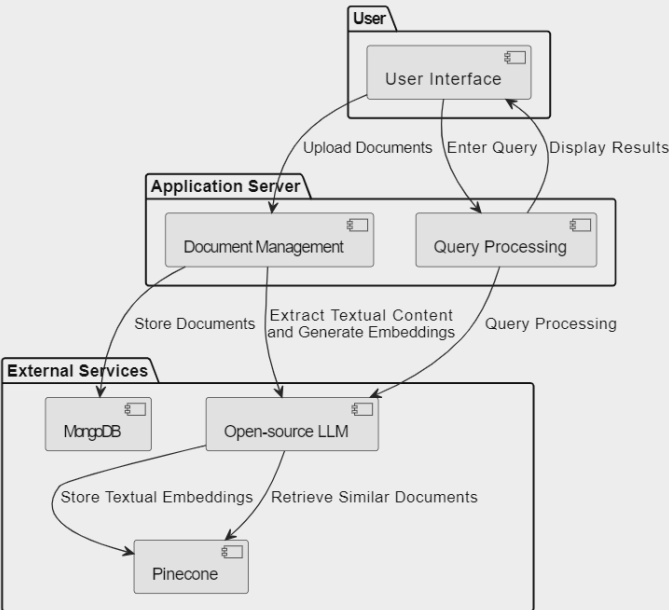 User
User Interface
Upload Documents
Enter Query
Display Results
Application Server
Document Management
Query Processing
Store Documents
Extract Textual Content
and Generate Embeddings
Query Processing
External Services
MongoDB
Open-source LLM
Store Textual Embeddings
Retrieve Similar Documents
Pinecone